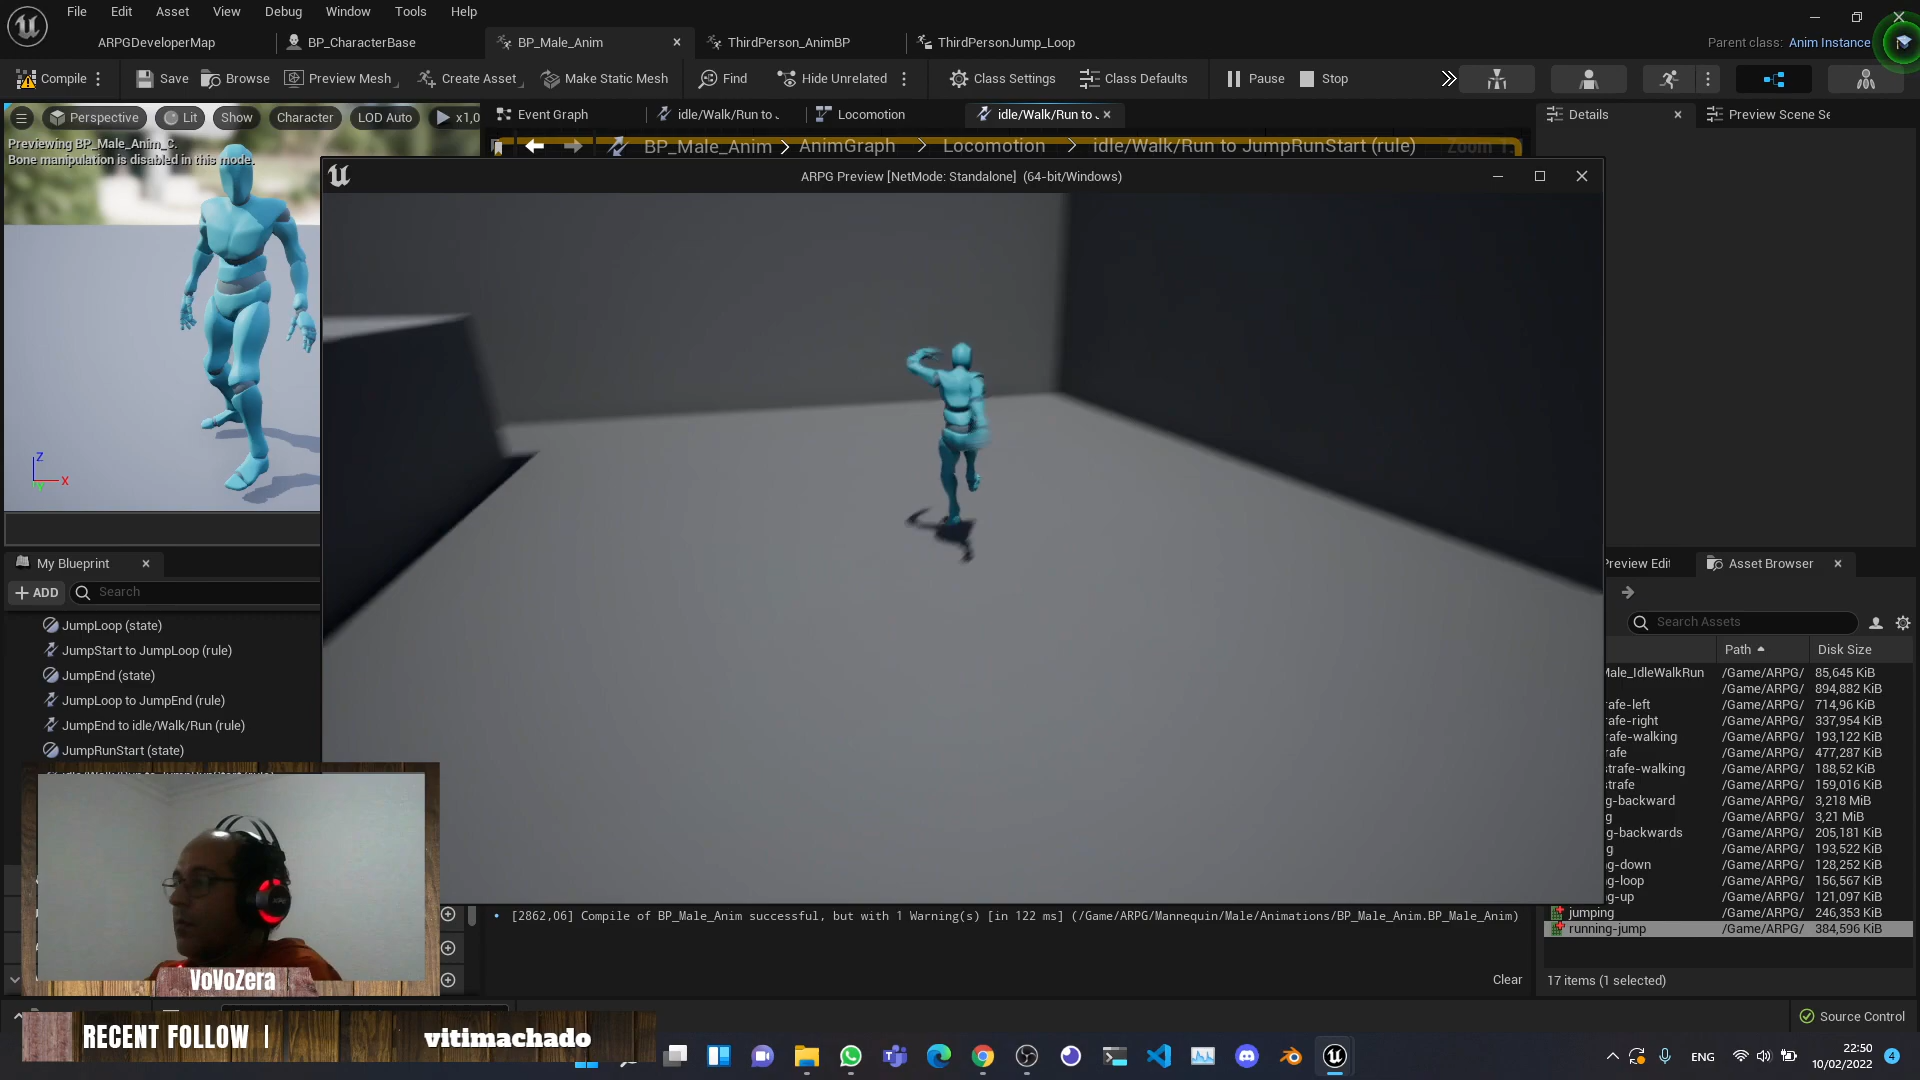 File Edit Asset View Debug Window Tools Help
ARPGDeveloperMap
BP_CharacterBase
BP_Male_Anim
ThirdPerson_AnimBP
ThirdPersonJump_Loop
Parent class: Anim Instance
Compile
Save
Browse
Preview Mesh
Create Asset
Make Static Mesh
Find
Hide Unrelated
Class Settings
Class Defaults
Pause
Stop
Perspective
Lit
Show
Character
LOD Auto
x1,0
Event Graph
idle/Walk/Run to
Locomotion
idle/Walk/Run to
Details
Preview Scene Se
Previewing BP_Male_Anim_C.
Bone manipulation is disabled in this mode.
BP_Male_Anim > AnimGraph > Locomotion > idle/Walk/Run to JumpRunStart (rule)
Zoom 1:
ARPG Preview [NetMode: Standalone] (64-bit/Windows)
Z
X
My Blueprint
ADD
Search
JumpLoop (state)
JumpStart to JumpLoop (rule)
JumpEnd (state)
JumpLoop to JumpEnd (rule)
JumpEnd to idle/Walk/Run (rule)
JumpRunStart (state)
Preview Edit
Asset Browser
Search Assets
Path
Disk Size
Male_IdleWalkRun /Game/ARPG/ 85,645 KiB
/Game/ARPG/ 894,882 KiB
rafe-left /Game/ARPG/ 714,96 KiB
rafe-right /Game/ARPG/ 337,954 KiB
rafe-walking /Game/ARPG/ 193,122 KiB
rafe /Game/ARPG/ 477,287 KiB
strafe-walking /Game/ARPG/ 188,52 KiB
strafe /Game/ARPG/ 159,016 KiB
g-backward /Game/ARPG/ 3,218 MiB
g /Game/ARPG/ 3,21 MiB
g-backwards /Game/ARPG/ 205,181 KiB
g /Game/ARPG/ 193,522 KiB
g-down /Game/ARPG/ 128,252 KiB
g-loop /Game/ARPG/ 156,567 KiB
g-up /Game/ARPG/ 121,097 KiB
jumping /Game/ARPG/ 246,353 KiB
running-jump /Game/ARPG/ 384,596 KiB
[2862,06] Compile of BP_Male_Anim successful, but with 1 Warning(s) [in 122 ms] (/Game/ARPG/Mannequin/Male/Animations/BP_Male_Anim.BP_Male_Anim)
Clear
17 items (1 selected)
VoVoZera
Source Control
RECENT FOLLOW | vitimachado
ENG
22:50
10/02/2022
4